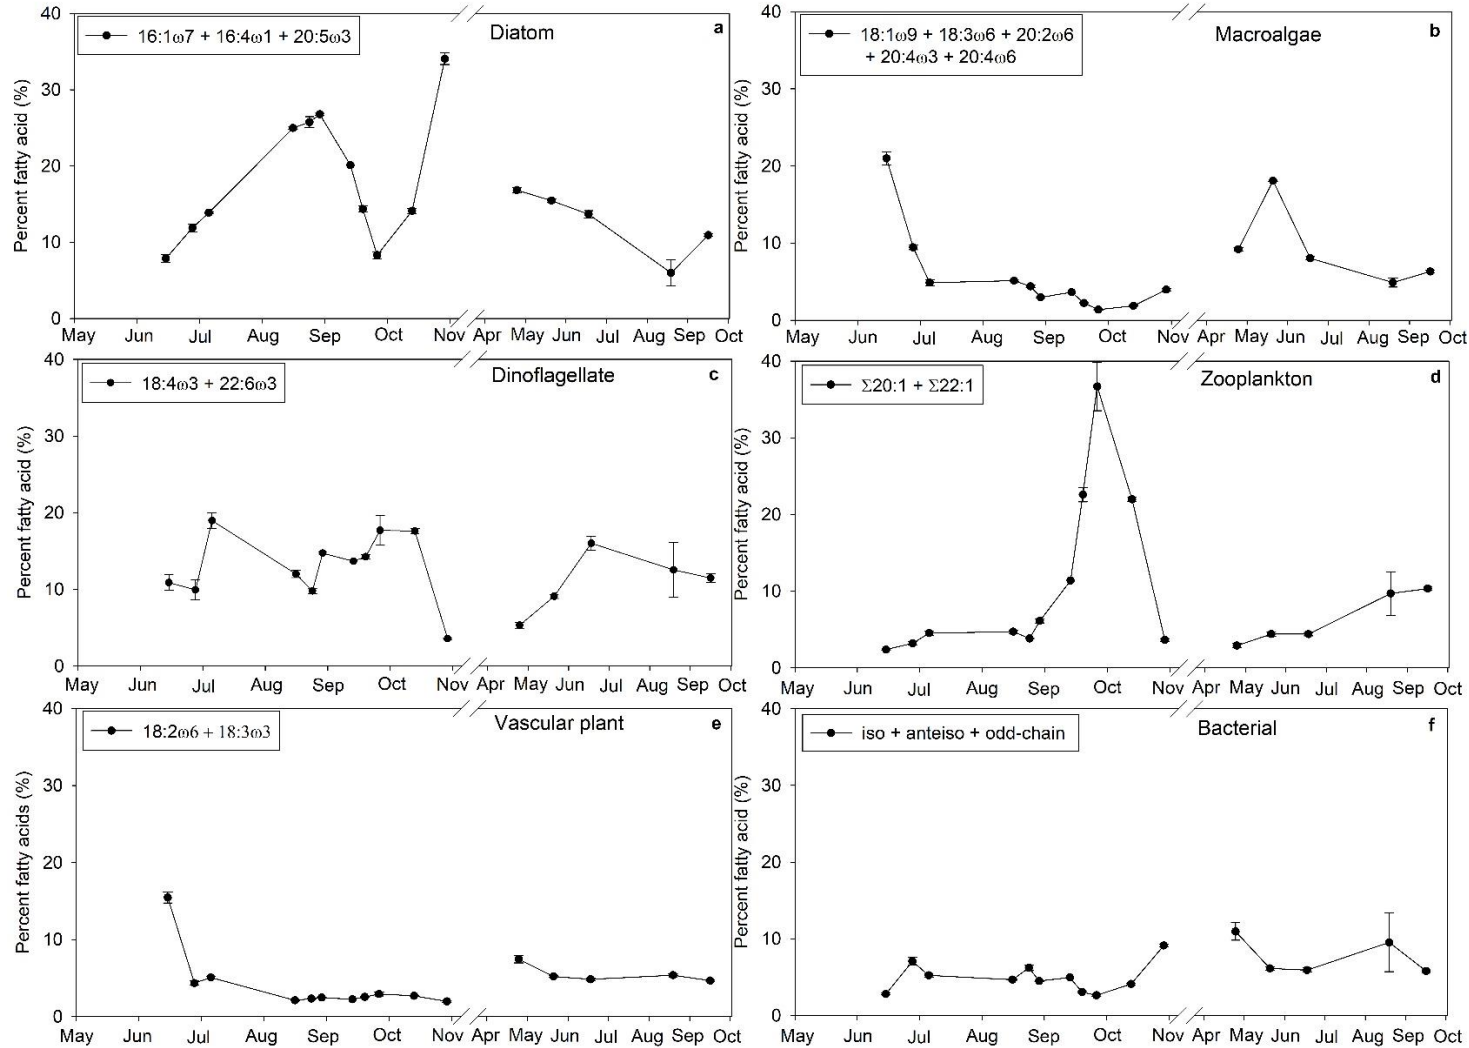 40
30
20
10
0
Percent fatty acid (%)
16:1ω7 + 16:4ω1 + 20:5ω3
Diatom
a
May Jun Jul Aug Sep Oct Nov Apr May Jun Jul Aug Sep Oct
40
30
20
10
0
Percent fatty acid (%)
18:1ω9 + 18:3ω6 + 20:2ω6
+ 20:4ω3 + 20:4ω6
Macroalgae
b
May Jun Jul Aug Sep Oct Nov Apr May Jun Jul Aug Sep Oct
40
30
20
10
0
Percent fatty acid (%)
18:4ω3 + 22:6ω3
Dinoflagellate
c
May Jun Jul Aug Sep Oct Nov Apr May Jun Jul Aug Sep Oct
40
30
20
10
0
Percent fatty acid (%)
Σ20:1 + Σ22:1
Zooplankton
d
May Jun Jul Aug Sep Oct Nov Apr May Jun Jul Aug Sep Oct
40
30
20
10
0
Percent fatty acids (%)
18:2ω6 + 18:3ω3
Vascular plant
e
May Jun Jul Aug Sep Oct Nov Apr May Jun Jul Aug Sep Oct
40
30
20
10
0
Percent fatty acid (%)
iso + anteiso + odd-chain
Bacterial
f
May Jun Jul Aug Sep Oct Nov Apr May Jun Jul Aug Sep Oct